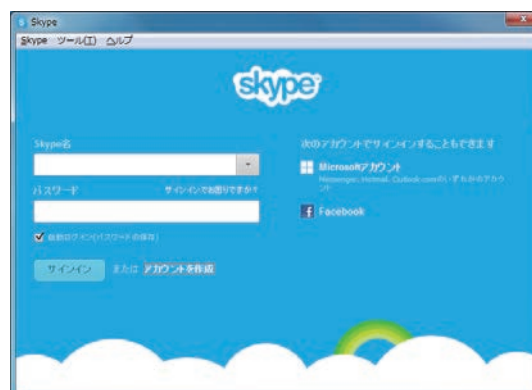 Skype
Skype ツール(T) ヘルプ
skype
Skype名
パスワード サインインでお困りですか?
自動ログイン(パスワードの保存)
サインイン または アカウントを作成
次のアカウントでサインインすることもできます
Microsoftアカウント
Messenger, Hotmail, Outlook.comのいずれかのアカウ
ント
Facebook